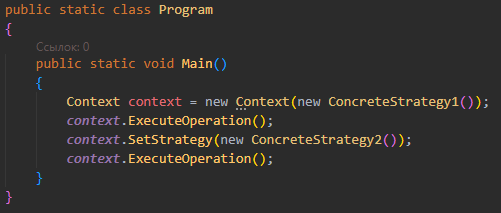 public static class Program
{
Ссылок: 0
public static void Main()
{
Context context = new Context(new ConcreteStrategy1());
context.ExecuteOperation();
context.SetStrategy(new ConcreteStrategy2());
context.ExecuteOperation();
}
}